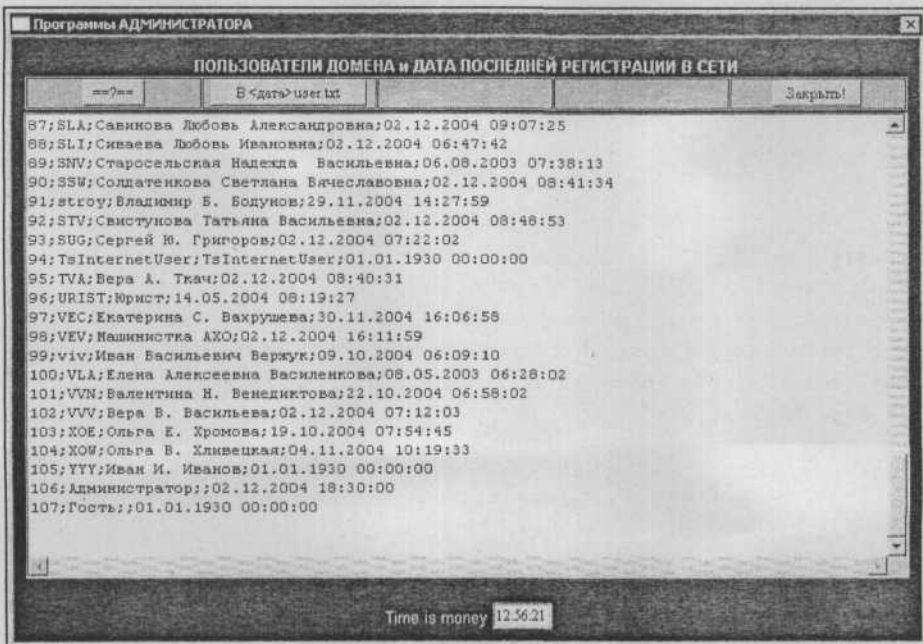 Программы АДМИНИСТРАТОРА
ПОЛЬЗОВАТЕЛИ ДОМЕНА и ДАТА ПОСЛЕДНЕЙ РЕГИСТРАЦИИ В СЕТИ
==?== В <дата>user.txt Закрыть!
87;SLA;Савинова Любовь Александровна;02.12.2004 09:07:25
88;SLI;Сиваева Любовь Ивановна;02.12.2004 06:47:42
89;SNV;Старосельская Надежда  Васильевна;06.08.2003 07:38:13
90;SSW;Солдатенкова Светлана Вячеславовна;02.12.2004 08:41:34
91;stroy;Владимир Б. Бодунов;29.11.2004 14:27:59
92;STV;Свистунова Татьяна Васильевна;02.12.2004 08:48:53
93;SUG;Сергей Ю. Григоров;02.12.2004 07:22:02
94;TsInternetUser;TsInternetUser;01.01.1930 00:00:00
95;TVA;Вера А. Ткач;02.12.2004 08:40:31
96;URIST;Юрист;14.05.2004 08:19:27
97;VEC;Екатерина С. Вахрушева;30.11.2004 16:06:58
98;VEV;Машинистка АХО;02.12.2004 16:11:59
99;viv;Иван Васильевич Вержук;09.10.2004 06:09:10
100;VLA;Елена Алексеевна Василенкова;08.05.2003 06:28:02
101;VVN;Валентина Н. Венедиктова;22.10.2004 06:58:02
102;VVV;Вера В. Васильева;02.12.2004 07:12:03
103;XOE;Ольга Е. Хромова;19.10.2004 07:54:45
104;XOW;Ольга В. Хливецкая;04.11.2004 10:19:33
105;YYY;Иван И. Иванов;01.01.1930 00:00:00
106;Администратор;;02.12.2004 18:30:00
107;Гость;;01.01.1930 00:00:00
Time is money 12:56:21